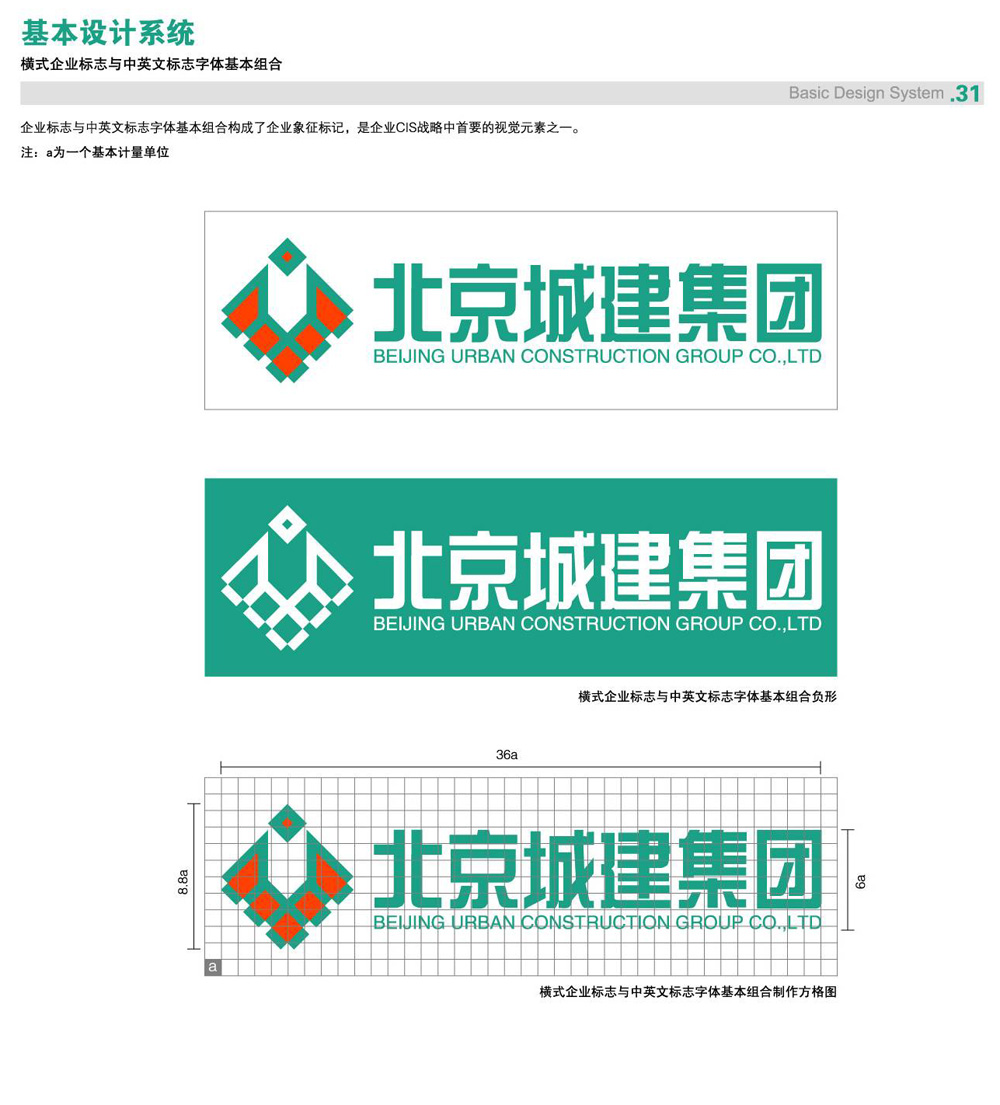 基本设计系统
横式企业标志与中英文标志字体基本组合
Basic Design System .31
企业标志与中英文标志字体基本组合构成了企业象征标记，是企业CIS战略中首要的视觉元素之一。
注：a为一个基本计量单位
北京城建集团
BEIJING URBAN CONSTRUCTION GROUP CO.,LTD
北京城建集团
BEIJING URBAN CONSTRUCTION GROUP CO.,LTD
横式企业标志与中英文标志字体基本组合负形
36a
8.8a
北京城建集团
6a
BEIJING URBAN CONSTRUCTION GROUP CO.,LTD
a
横式企业标志与中英文标志字体基本组合制作方格图